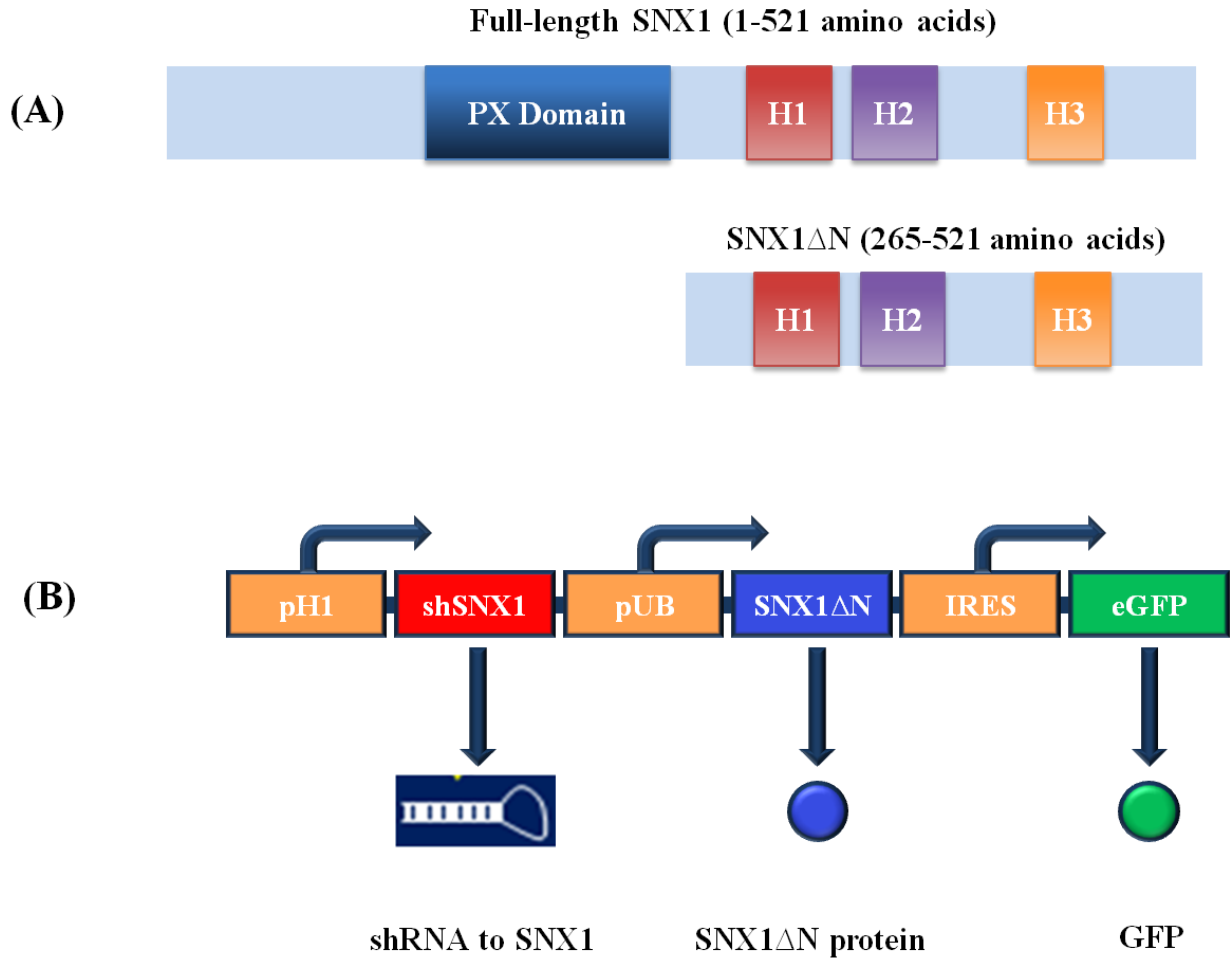 Full-length SNX1 (1-521 amino acids)
(A)
PX Domain H1 H2 H3
SNX1∆N (265-521 amino acids)
H1 H2 H3
(B)
pH1 shSNX1 pUB SNX1∆N IRES eGFP
shRNA to SNX1 SNX1∆N protein GFP